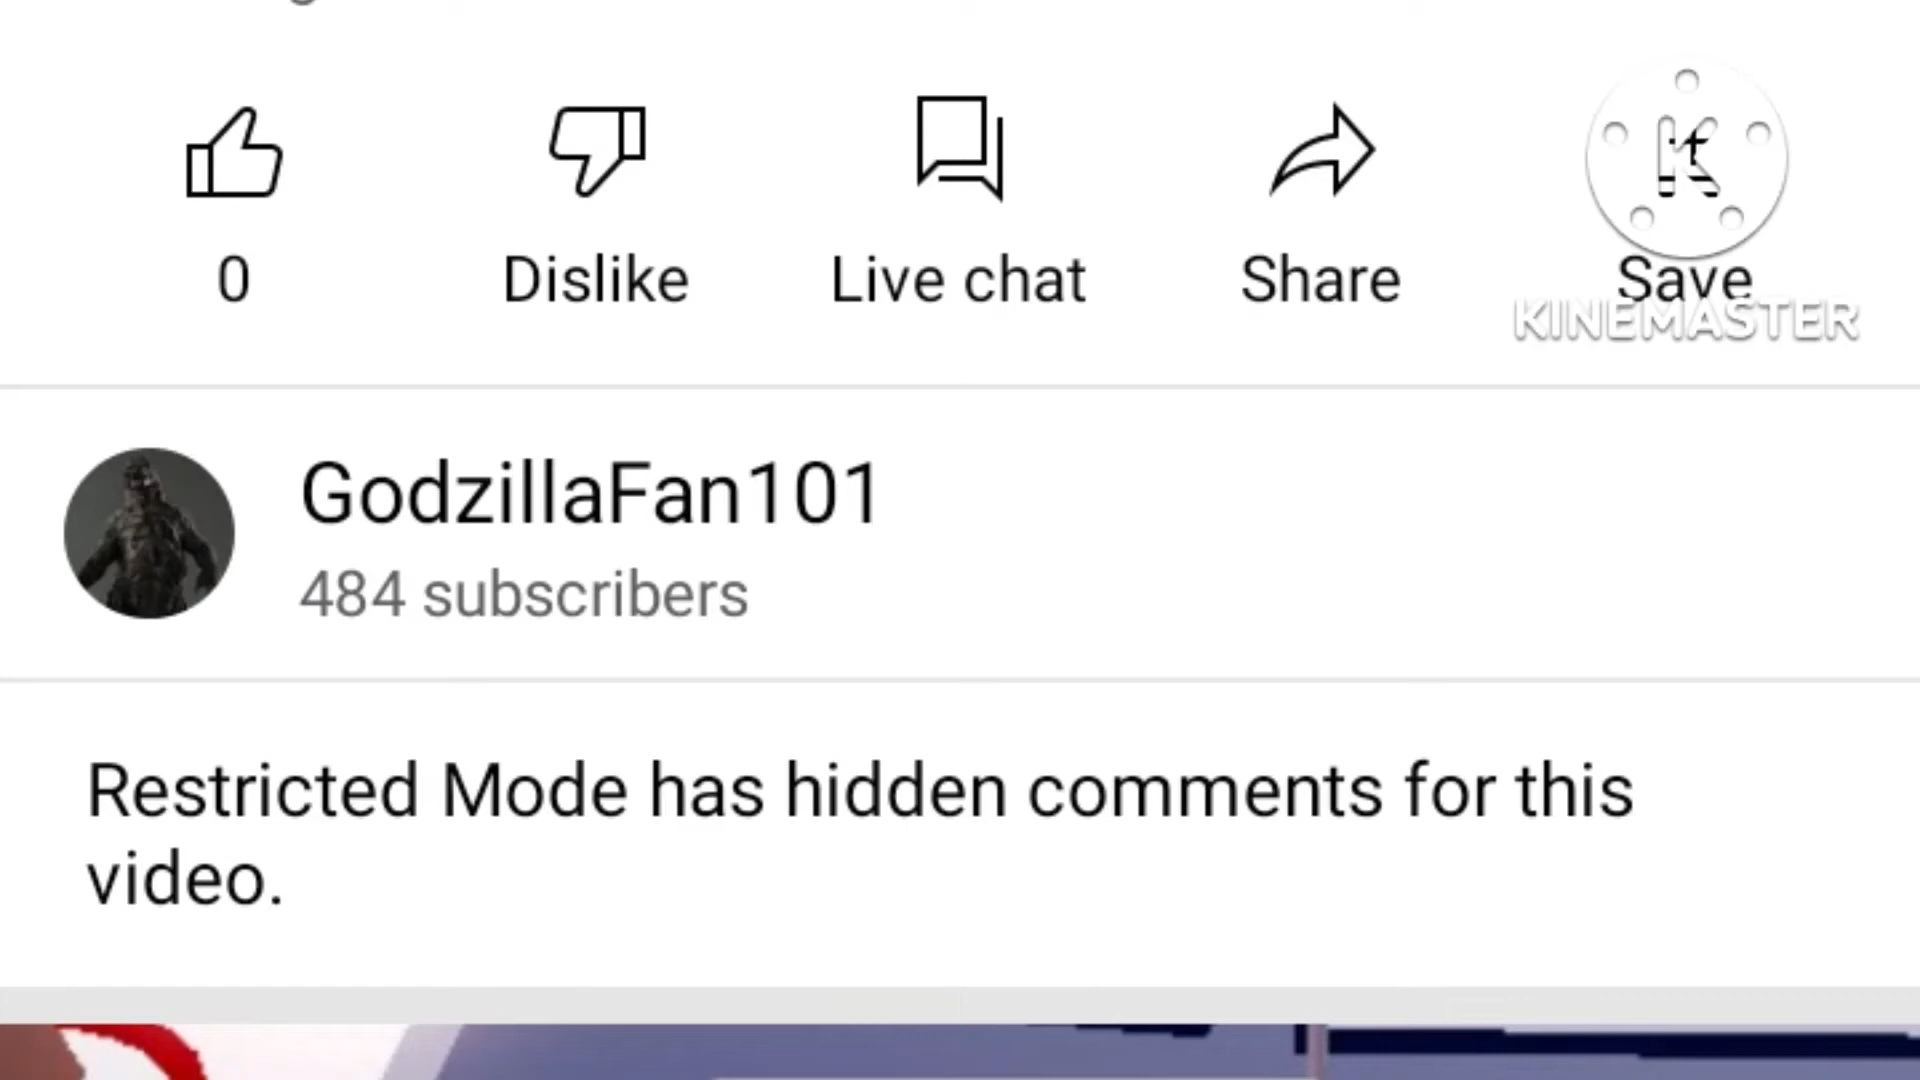 0
Dislike
Live chat
Share
Save
K
KINEMASTER
GodzillaFan101
484 subscribers
Restricted Mode has hidden comments for this
video.